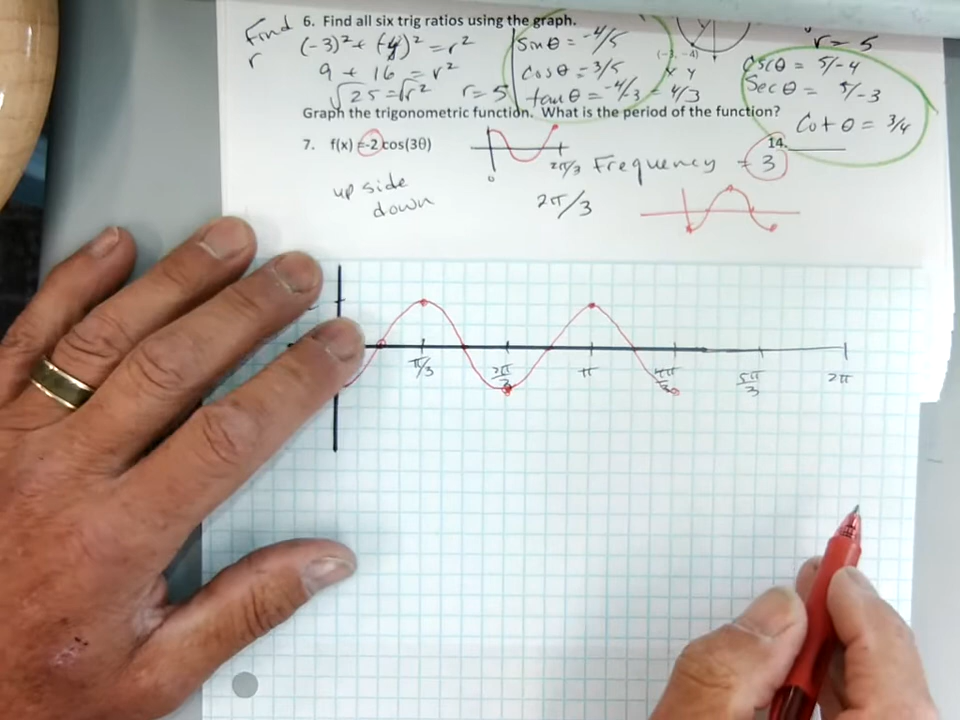 Find r
6. Find all six trig ratios using the graph.
(-3)² + (-4)² = r²
9 + 16 = r²
√25 = √r² r = 5
sin θ = -4/5
cos θ = 3/5
tan θ = -4/-3 = 4/3
(-3, -4)
x y
r = 5
csc θ = 5/-4
sec θ = 5/-3
cot θ = 3/4
Graph the trigonometric function. What is the period of the function?
7. f(x) = -2 cos(3θ)
0
2π/3
Frequency = 3
14.
up side
down
2π/3
π/3
2π/3
π
4π/3
5π/3
2π